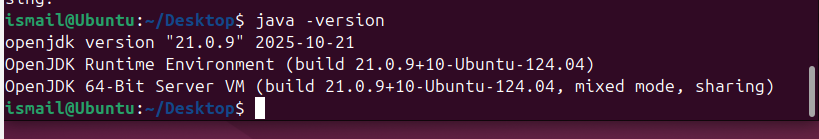 ismail@Ubuntu:~/Desktop$ java -version
openjdk version "21.0.9" 2025-10-21
OpenJDK Runtime Environment (build 21.0.9+10-Ubuntu-124.04)
OpenJDK 64-Bit Server VM (build 21.0.9+10-Ubuntu-124.04, mixed mode, sharing)
ismail@Ubuntu:~/Desktop$